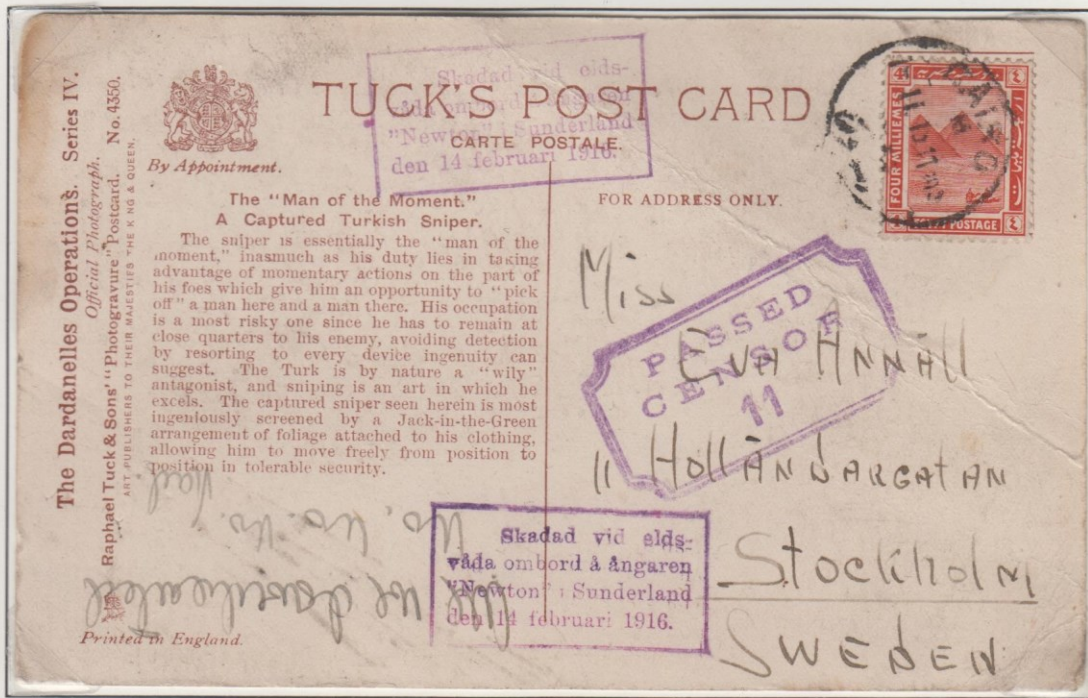 The Dardanelles Operations. Series IV.
Official Photograph.
Raphael Tuck & Sons' "Photogravure" Postcard. No. 4350.
ART PUBLISHERS TO THEIR MAJESTIES THE KING & QUEEN.
By Appointment.
TUCK'S POST CARD
CARTE POSTALE.
Skadad vid elds-
våda ombord å ångaren
"Newton" i Sunderland
den 14 februari 1916.
The "Man of the Moment."
A Captured Turkish Sniper.
The sniper is essentially the "man of the
moment," inasmuch as his duty lies in taking
advantage of momentary actions on the part of
his foes which give him an opportunity to "pick
off" a man here and a man there. His occupation
is a most risky one since he has to remain at
close quarters to his enemy, avoiding detection
by resorting to every device ingenuity can
suggest. The Turk is by nature a "wily"
antagonist, and sniping is an art in which he
excels. The captured sniper seen herein is most
ingeniously screened by a Jack-in-the-Green
arrangement of foliage attached to his clothing,
allowing him to move freely from position to
position in tolerable security.
Printed in England.
FOR ADDRESS ONLY.
CAIRO
FOUR MILLIEMES
POSTAGE
PASSED
CENSOR
11
Miss
Eva Annäll
11 Holländargatan
Stockholm
SWEDEN
Skadad vid elds-
våda ombord å ångaren
"Newton" i Sunderland
den 14 februari 1916.